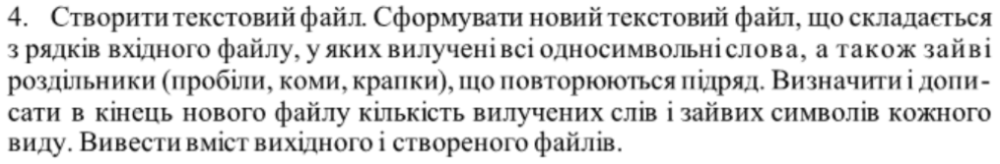 4. Створити текстовий файл. Сформувати новий текстовий файл, що складається
з рядків вхідного файлу, у яких вилучені всі односимвольні слова, а також зайві
роздільники (пробіли, коми, крапки), що повторюються підряд. Визначити і допи-
сати в кінець нового файлу кількість вилучених слів і зайвих символів кожного
виду. Вивести вміст вихідного і створеного файлів.